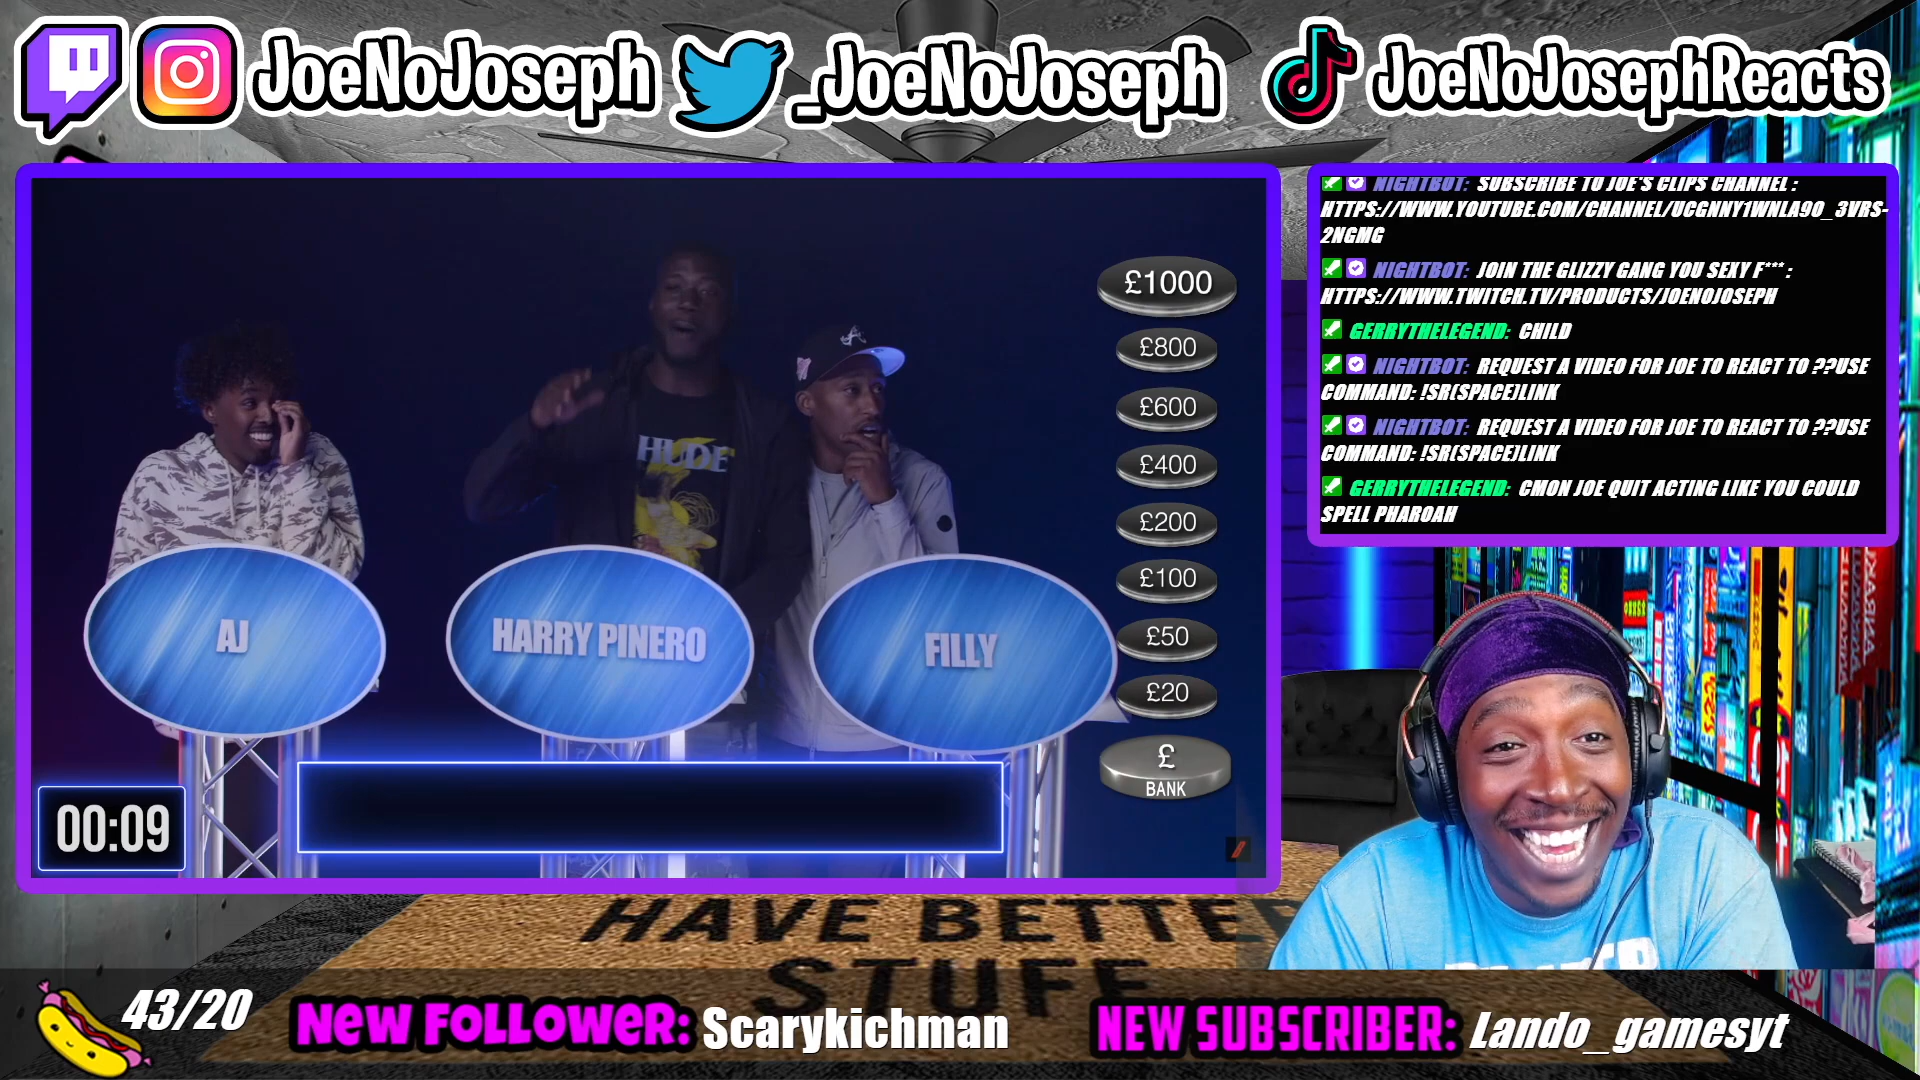 JoeNoJoseph
_JoeNoJoseph
JoeNoJosephReacts
NIGHTBOT: SUBSCRIBE TO JOE'S CLIPS CHANNEL :
HTTPS://WWW.YOUTUBE.COM/CHANNEL/UCGNNY1WNLA9O_3VRS-
2NGMG
NIGHTBOT: JOIN THE GLIZZY GANG YOU SEXY F*** :
HTTPS://WWW.TWITCH.TV/PRODUCTS/JOENOJOSEPH
GERRYTHELEGEND: CHILD
NIGHTBOT: REQUEST A VIDEO FOR JOE TO REACT TO ??USE
COMMAND: !SR(SPACE)LINK
NIGHTBOT: REQUEST A VIDEO FOR JOE TO REACT TO ??USE
COMMAND: !SR(SPACE)LINK
GERRYTHELEGEND: CMON JOE QUIT ACTING LIKE YOU COULD
SPELL PHAROAH
£1000
£800
£600
£400
£200
£100
£50
£20
£
BANK
HUDE
AJ
HARRY PINERO
FILLY
00:09
HAVE BETTE
STUFF
43/20
NEW FOLLOWER: Scarykichman
NEW SUBSCRIBER: Lando_gamesyt